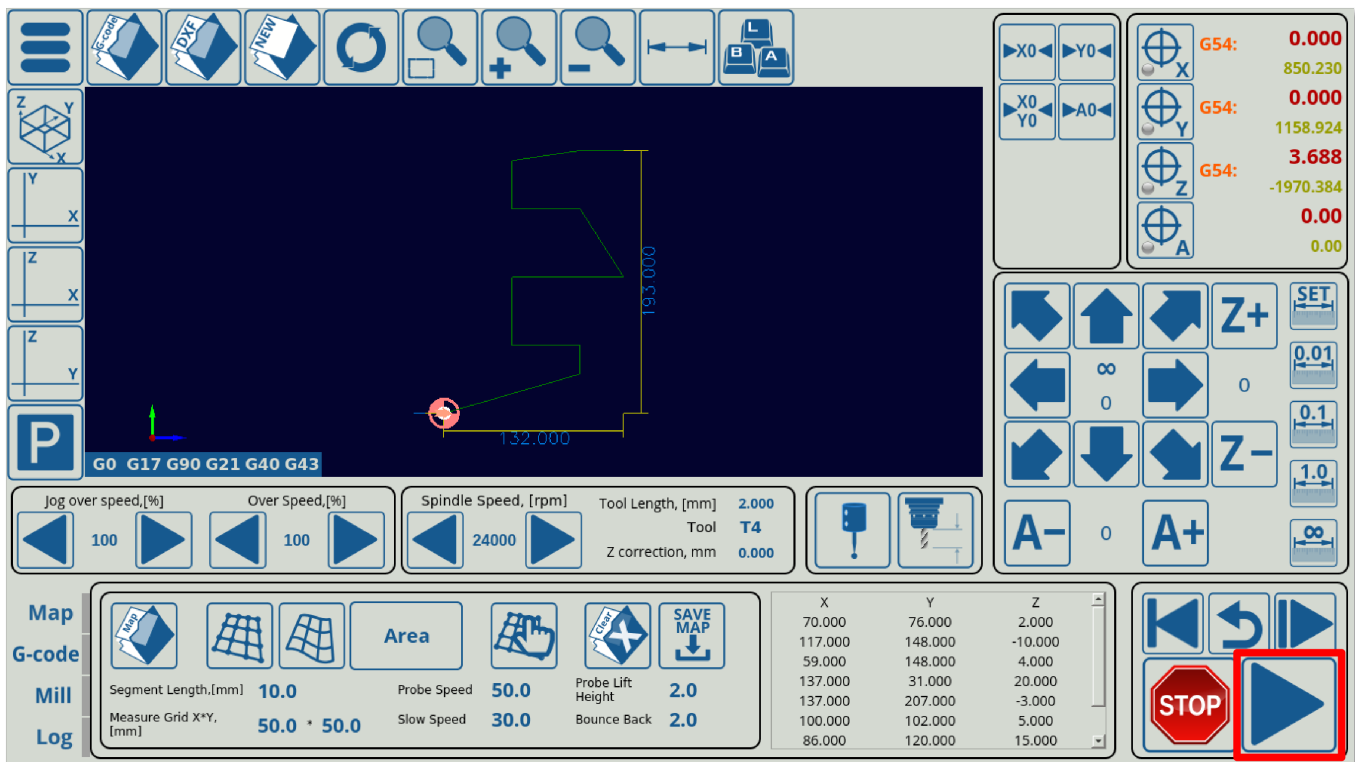 G-code
DXF
NEW
L
B A
Z Y
X
Y
X
Z
X
Z
Y
P
193.000
132.000
G0 G17 G90 G21 G40 G43
X0 Y0
X0 Y0 A0
X G54: 0.000
850.230
Y G54: 0.000
1158.924
Z G54: 3.688
-1970.384
A 0.00
0.00
Z+ SET
∞ 0.01
0 0
0.1
Z- 1.0
A- 0 A+ ∞
Jog over speed,[%] Over Speed,[%]
100 100
Spindle Speed, [rpm]
24000
Tool Length, [mm] 2.000
Tool T4
Z correction, mm 0.000
Map
G-code
Mill
Log
Map
Area
Clear
X
SAVE
MAP
Segment Length,[mm] 10.0
Probe Speed 50.0
Probe Lift
Height 2.0
Measure Grid X*Y,
[mm] 50.0 * 50.0
Slow Speed 30.0
Bounce Back 2.0
X Y Z
70.000 76.000 2.000
117.000 148.000 -10.000
59.000 148.000 4.000
137.000 31.000 20.000
137.000 207.000 -3.000
100.000 102.000 5.000
86.000 120.000 15.000
STOP